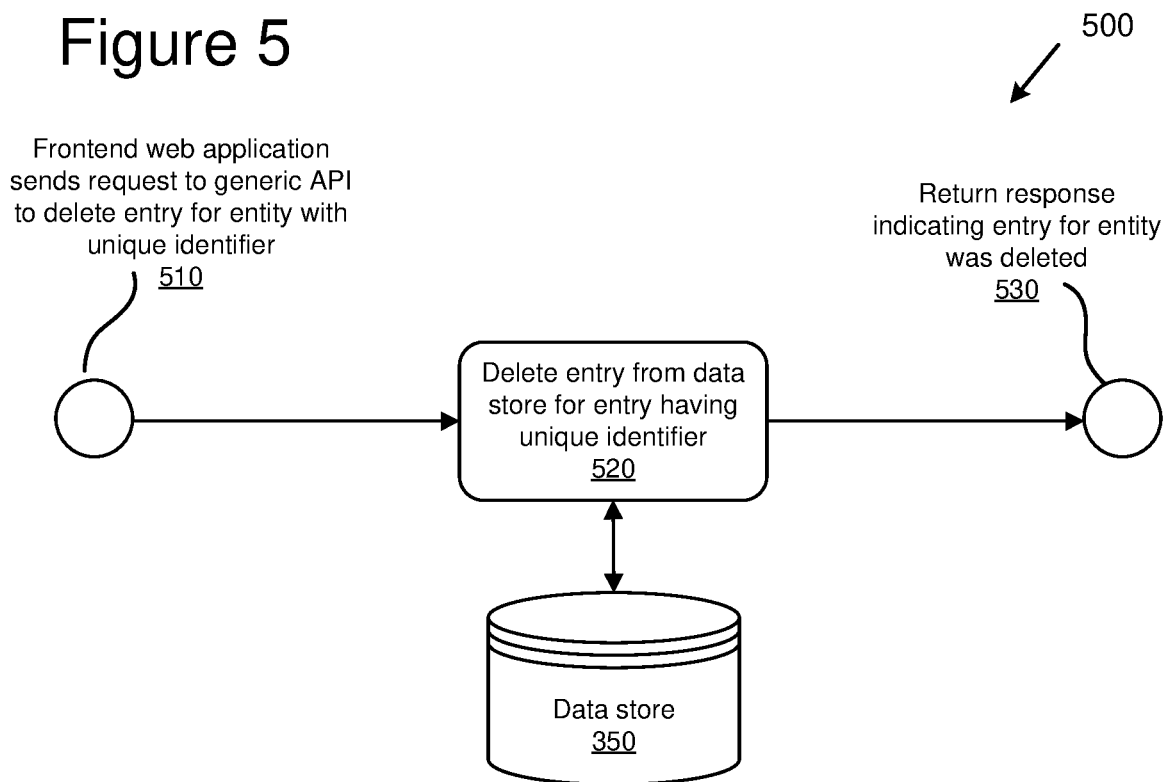 Figure 5
500
Frontend web application
sends request to generic API
to delete entry for entity with
unique identifier
510
Return response
indicating entry for entity
was deleted
530
Delete entry from data
store for entry having
unique identifier
520
Data store
350